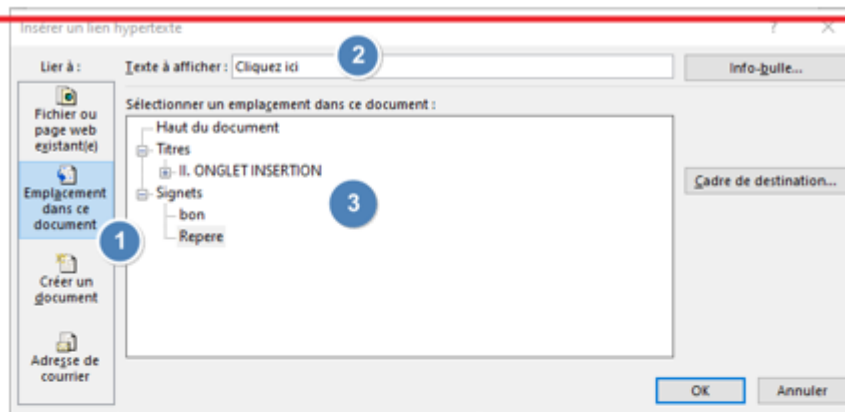 Insérer un lien hypertexte
?
Lier à :
Texte à afficher : Cliquez ici
2
Info-bulle...
Fichier ou
page web
existant(e)
Emplacement
dans ce
document
1
Créer un
document
Adresse de
courrier
Sélectionner un emplacement dans ce document :
Haut du document
Titres
II. ONGLET INSERTION
Signets
bon
Repere
3
Cadre de destination...
OK
Annuler